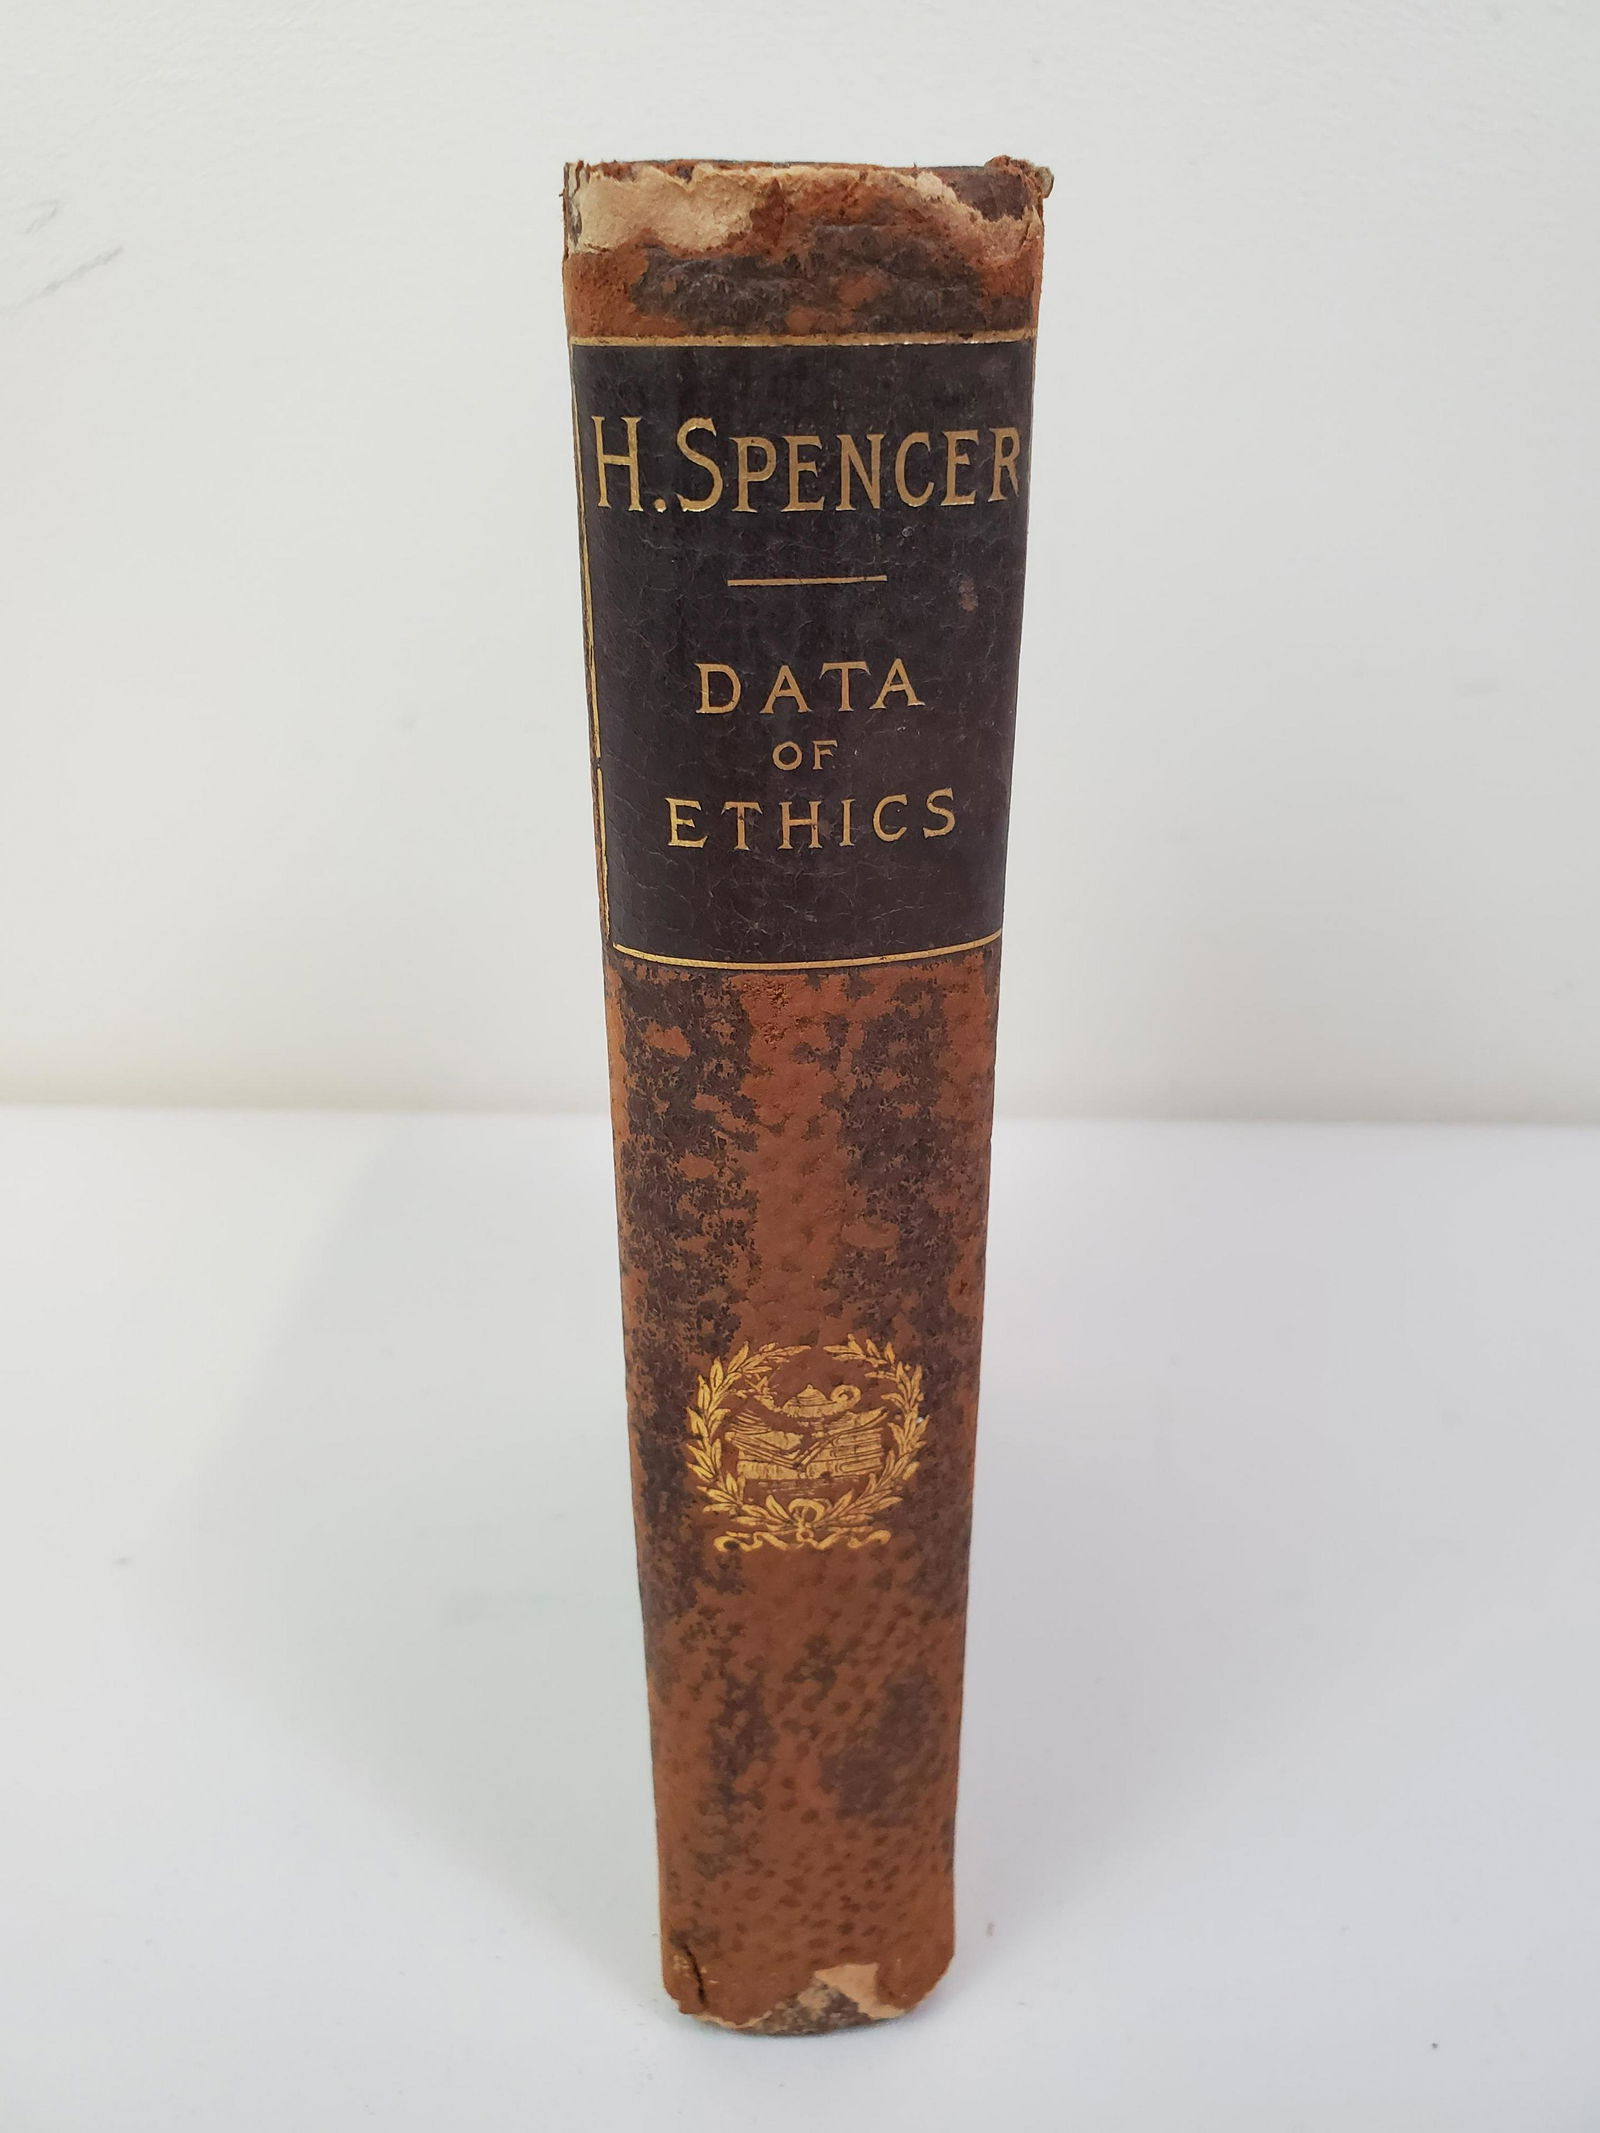 H. SPENCER
DATA
OF
ETHICS